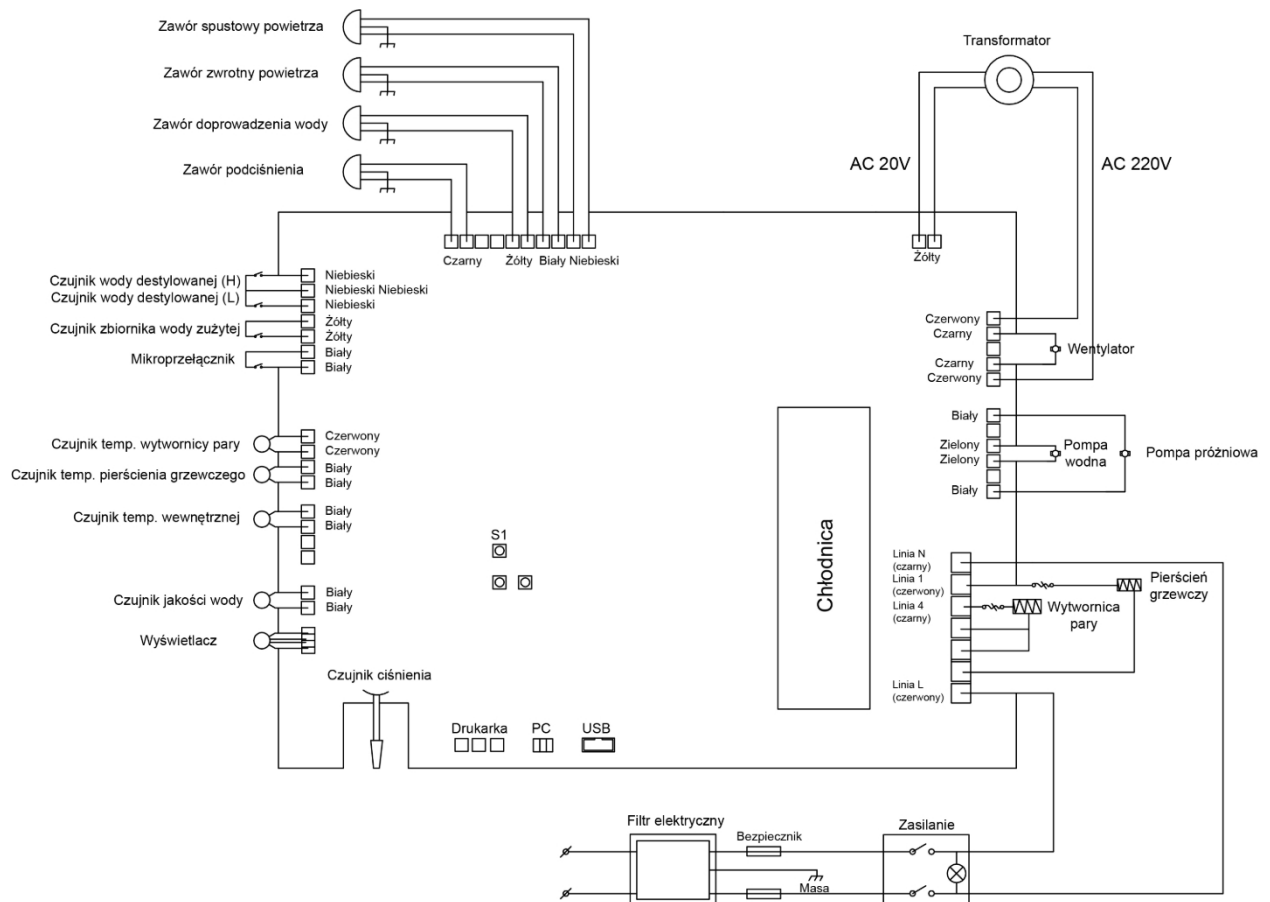 Zawór spustowy powietrza
Zawór zwrotny powietrza
Zawór doprowadzenia wody
Zawór podciśnienia
Transformator
AC 20V
AC 220V
Czarny
Żółty
Biały
Niebieski
Żółty
Czujnik wody destylowanej (H)
Czujnik wody destylowanej (L)
Czujnik zbiornika wody zużytej
Mikroprzełącznik
Niebieski
Niebieski Niebieski
Niebieski
Żółty
Żółty
Biały
Biały
Czujnik temp. wytwornicy pary
Czujnik temp. pierścienia grzewczego
Czujnik temp. wewnętrznej
Czerwony
Czerwony
Biały
Biały
Biały
Biały
Czujnik jakości wody
Biały
Biały
Wyświetlacz
Czujnik ciśnienia
S1
Chłodnica
Drukarka
PC
USB
Czerwony
Czarny
Czarny
Czerwony
Wentylator
Biały
Zielony
Zielony
Biały
Pompa
wodna
Pompa próżniowa
Linia N
(czarny)
Linia 1
(czerwony)
Linia 4
(czarny)
Linia L
(czerwony)
Pierścień
grzewczy
Wytwornica
pary
Filtr elektryczny
Bezpiecznik
Masa
Zasilanie